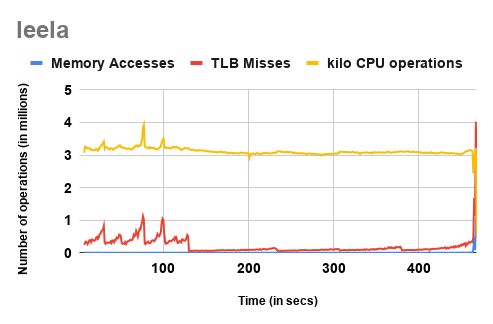 leela
Memory Accesses TLB Misses kilo CPU operations
Number of operations (in millions)
5
4
3
2
1
0
100 200 300 400
Time (in secs)